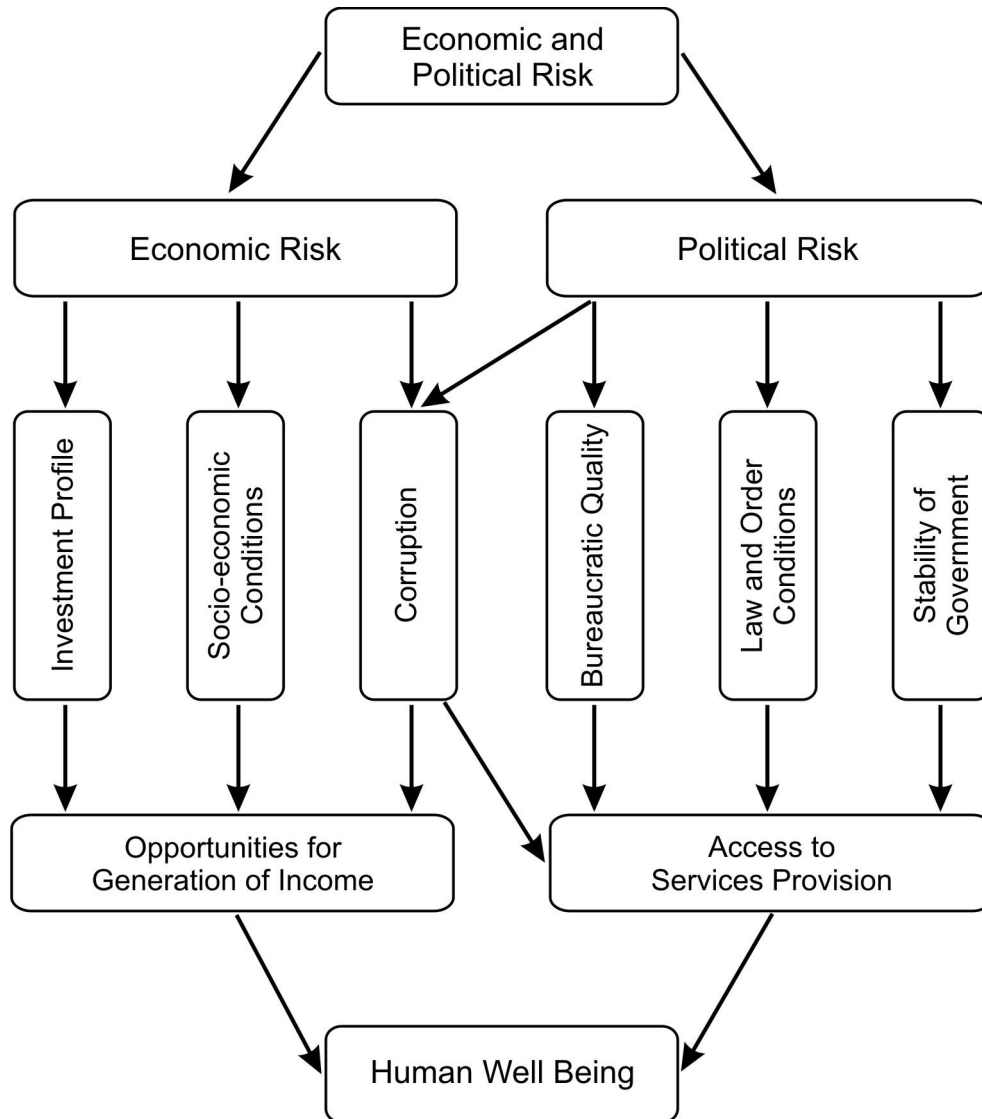 Economic and
Political Risk
Economic Risk
Political Risk
Investment Profile
Socio-economic
Conditions
Corruption
Bureaucratic Quality
Law and Order
Conditions
Stability of
Government
Opportunities for
Generation of Income
Access to
Services Provision
Human Well Being